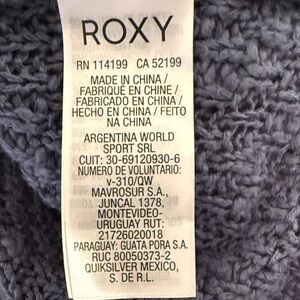 ROXY
RN 114199 CA 52199
MADE IN CHINA /
FABRIQUÉ EN CHINE /
FABRICADO EN CHINA /
HECHO EN CHINA / FEITO
NA CHINA
ARGENTINA WORLD
SPORT SRL
CUIT: 30-69120930-6
NUMERO DE VOLUNTARIO:
v-310/QW
MAVROSUR S.A.,
JUNCAL 1378,
MONTEVIDEO-
URUGUAY RUT:
217260200018
PARAGUAY: GUATA PORA S.A.
RUC 80050373-2
QUIKSILVER MEXICO,
S. DE R.L.